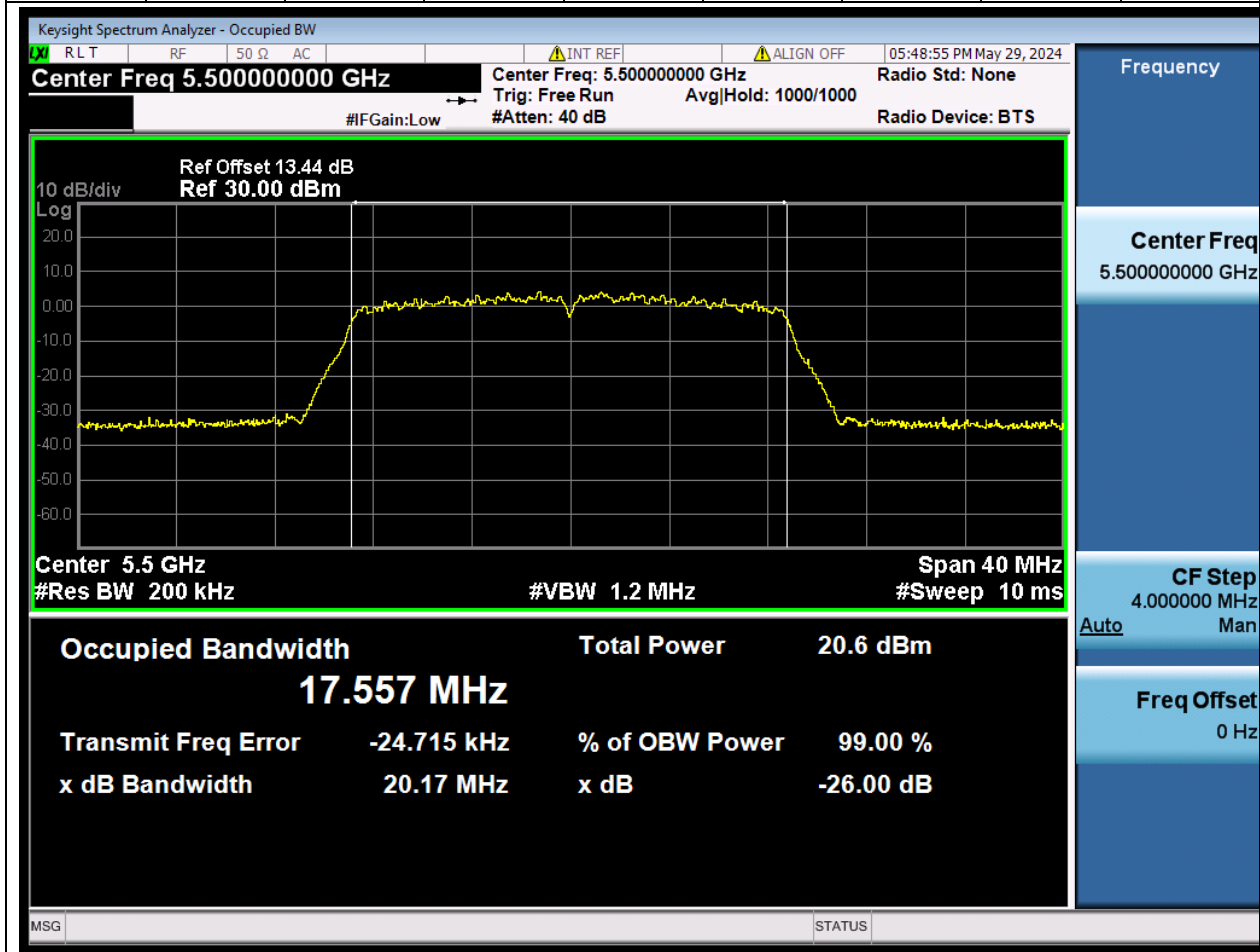 Keysight Spectrum Analyzer - Occupied BW
LXI RLT RF 50 Ω AC INT REF ALIGN OFF 05:48:55 PM May 29, 2024
Center Freq 5.500000000 GHz
Center Freq: 5.500000000 GHz
Radio Std: None
Trig: Free Run Avg|Hold: 1000/1000
#IFGain:Low #Atten: 40 dB Radio Device: BTS
Ref Offset 13.44 dB
10 dB/div Ref 30.00 dBm
Log
20.0
10.0
0.00
-10.0
-20.0
-30.0
-40.0
-50.0
-60.0
Center 5.5 GHz Span 40 MHz
#Res BW 200 kHz #VBW 1.2 MHz #Sweep 10 ms
Occupied Bandwidth Total Power 20.6 dBm
17.557 MHz
Transmit Freq Error -24.715 kHz % of OBW Power 99.00 %
x dB Bandwidth 20.17 MHz x dB -26.00 dB
MSG STATUS
Frequency
Center Freq
5.500000000 GHz
CF Step
4.000000 MHz
Auto Man
Freq Offset
0 Hz